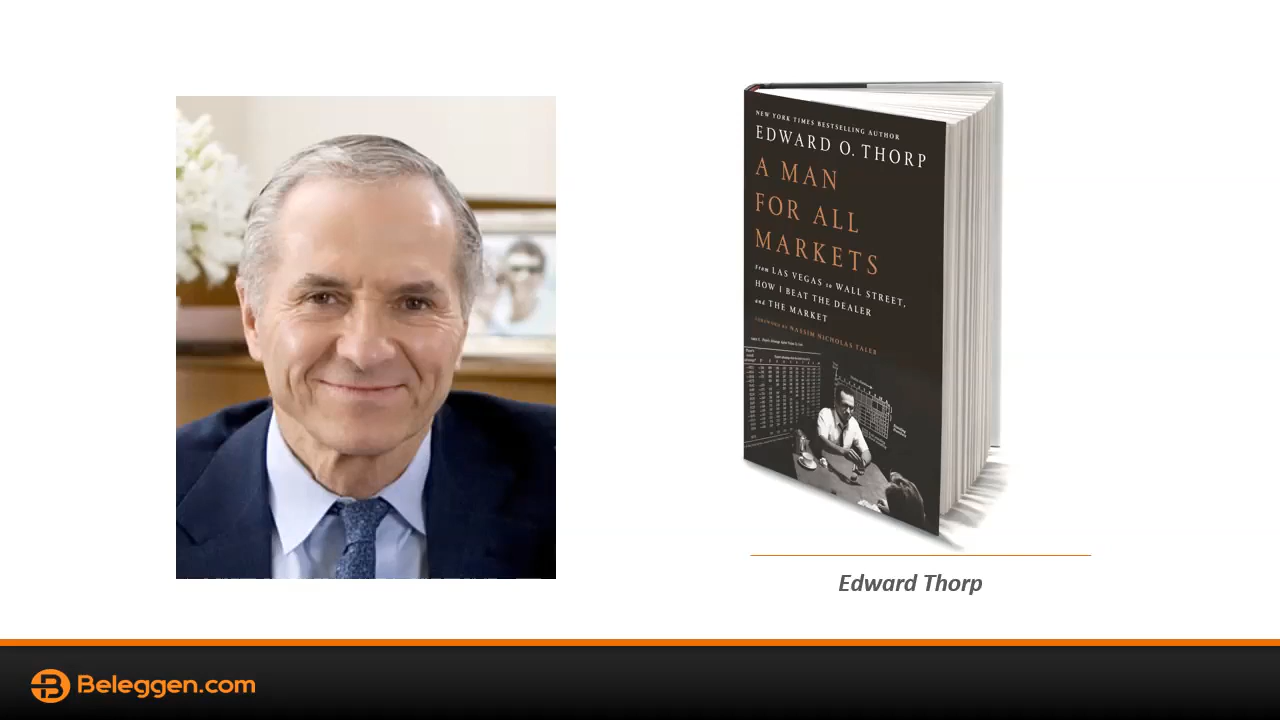 NEW YORK TIMES BESTSELLING AUTHOR
EDWARD O. THORP
A MAN
FOR ALL
MARKETS
From LAS VEGAS to WALL STREET,
HOW I BEAT THE DEALER
and THE MARKET
FOREWORD BY NASSIM NICHOLAS TALEB
Edward Thorp
Beleggen.com